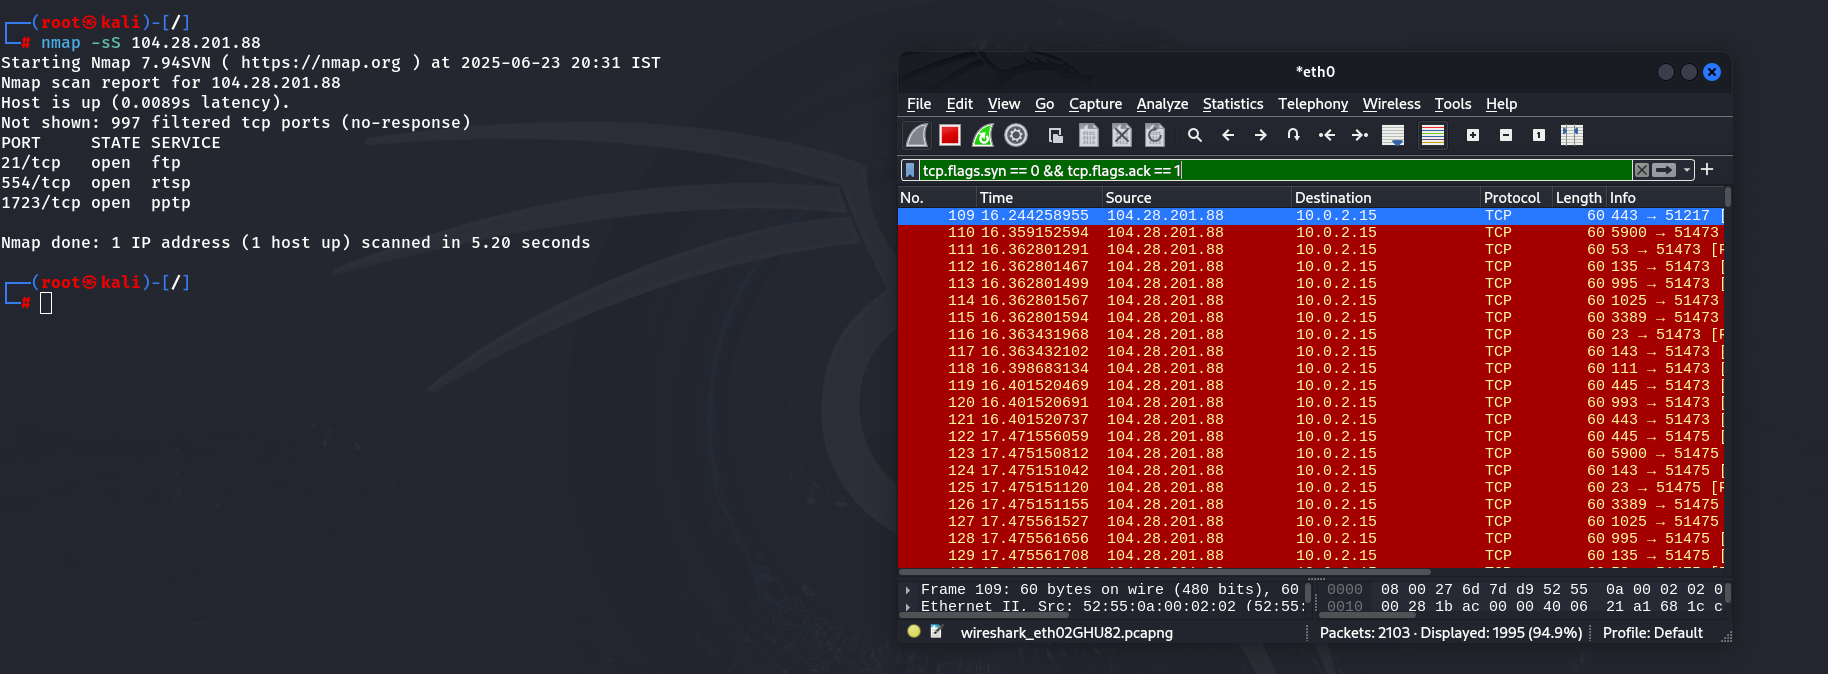 ┌──(root㉿kali)-[/]
└─# nmap -sS 104.28.201.88
Starting Nmap 7.94SVN ( https://nmap.org ) at 2025-06-23 20:31 IST
Nmap scan report for 104.28.201.88
Host is up (0.0089s latency).
Not shown: 997 filtered tcp ports (no-response)
PORT     STATE SERVICE
21/tcp   open  ftp
554/tcp  open  rtsp
1723/tcp open  pptp
Nmap done: 1 IP address (1 host up) scanned in 5.20 seconds
┌──(root㉿kali)-[/]
└─#
*eth0
File Edit View Go Capture Analyze Statistics Telephony Wireless Tools Help
tcp.flags.syn == 0 && tcp.flags.ack == 1
No. Time Source Destination Protocol Length Info
109 16.244258955 104.28.201.88 10.0.2.15 TCP 60 443 → 51217 [
110 16.359152594 104.28.201.88 10.0.2.15 TCP 60 5900 → 51473
111 16.362801291 104.28.201.88 10.0.2.15 TCP 60 53 → 51473 [R
112 16.362801467 104.28.201.88 10.0.2.15 TCP 60 135 → 51473 [
113 16.362801499 104.28.201.88 10.0.2.15 TCP 60 995 → 51473 [
114 16.362801567 104.28.201.88 10.0.2.15 TCP 60 1025 → 51473
115 16.362801594 104.28.201.88 10.0.2.15 TCP 60 3389 → 51473
116 16.363431968 104.28.201.88 10.0.2.15 TCP 60 23 → 51473 [R
117 16.363432102 104.28.201.88 10.0.2.15 TCP 60 143 → 51473 [
118 16.398683134 104.28.201.88 10.0.2.15 TCP 60 111 → 51473 [
119 16.401520469 104.28.201.88 10.0.2.15 TCP 60 445 → 51473 [
120 16.401520691 104.28.201.88 10.0.2.15 TCP 60 993 → 51473 [
121 16.401520737 104.28.201.88 10.0.2.15 TCP 60 443 → 51473 [
122 17.471556059 104.28.201.88 10.0.2.15 TCP 60 445 → 51475 [
123 17.475150812 104.28.201.88 10.0.2.15 TCP 60 5900 → 51475
124 17.475151042 104.28.201.88 10.0.2.15 TCP 60 143 → 51475 [
125 17.475151120 104.28.201.88 10.0.2.15 TCP 60 23 → 51475 [R
126 17.475151155 104.28.201.88 10.0.2.15 TCP 60 3389 → 51475
127 17.475561527 104.28.201.88 10.0.2.15 TCP 60 1025 → 51475
128 17.475561656 104.28.201.88 10.0.2.15 TCP 60 995 → 51475 [
129 17.475561708 104.28.201.88 10.0.2.15 TCP 60 135 → 51475 [
Frame 109: 60 bytes on wire (480 bits), 60
Ethernet II, Src: 52:55:0a:00:02:02 (52:55:
0000 08 00 27 6d 7d d9 52 55 0a 00 02 02 0
0010 00 28 1b ac 00 00 40 06 21 a1 68 1c c
wireshark_eth02GHU82.pcapng
Packets: 2103 · Displayed: 1995 (94.9%)
Profile: Default